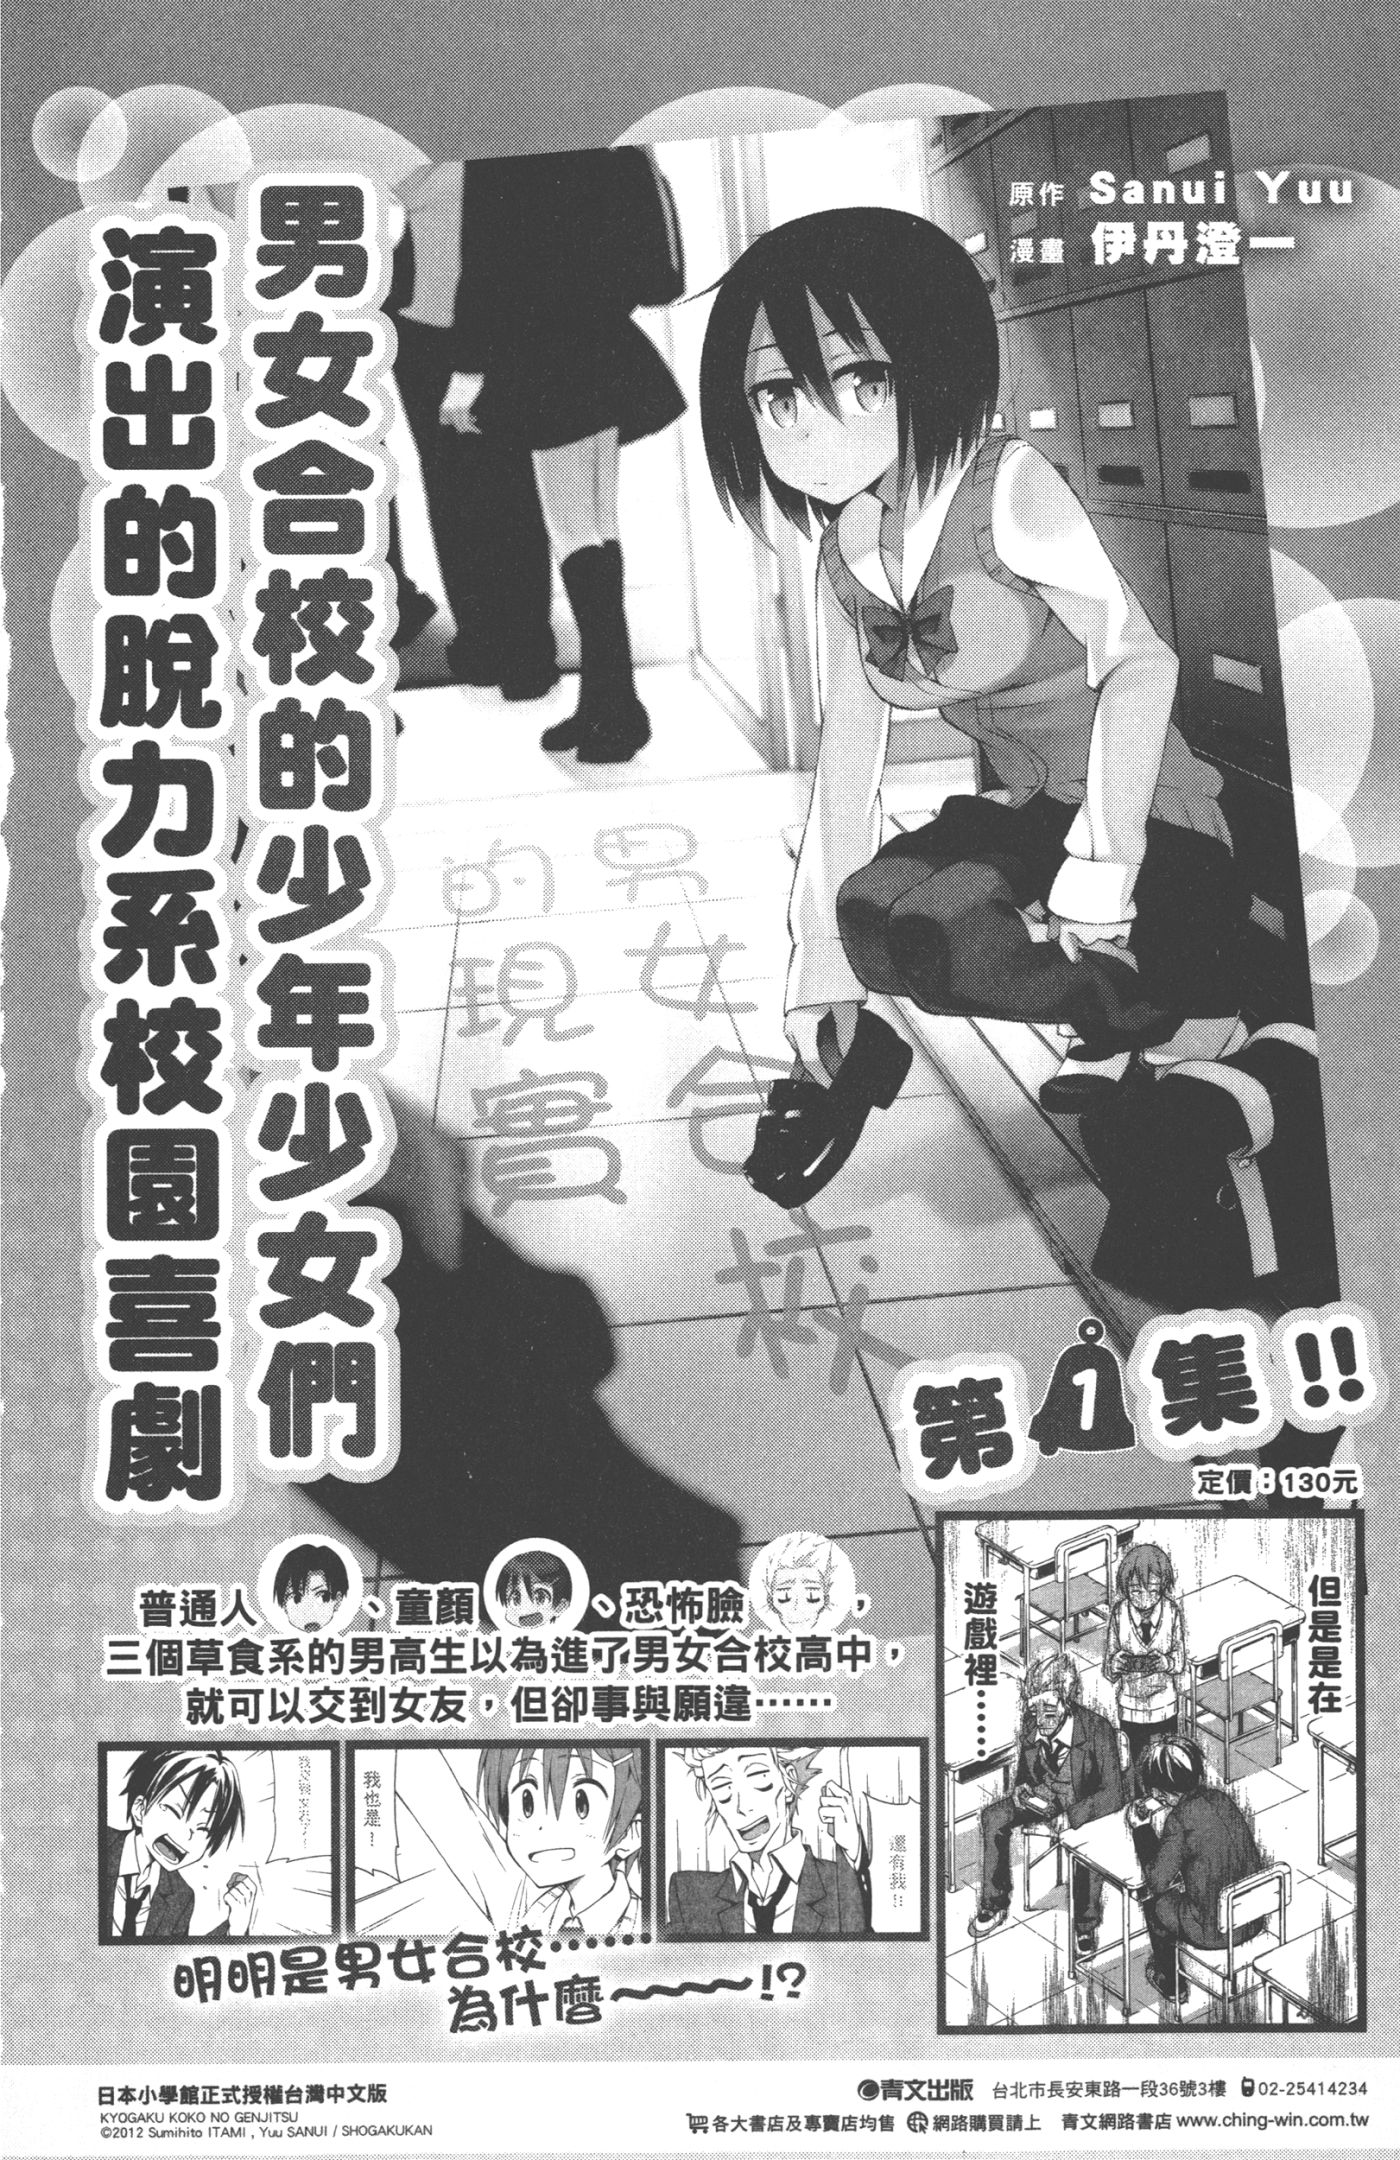 原作 Sanui Yuu
漫畫 伊丹澄一
男女合校的少年少女們
演出的脫力系校園喜劇
男女合校
的現實
第1集!!
定價：130元
普通人、童顏、恐怖臉，
三個草食系的男高生以為進了男女合校高中，
就可以交到女友，但卻事與願違……
但是是在
遊戲裡……
我也是！
還有我!!
明明是男女合校……
為什麼～～～!?
日本小學館正式授權台灣中文版
KYOGAKU KOKO NO GENJITSU
©2012 Sumihito ITAMI , Yuu SANUI / SHOGAKUKAN
青文出版 台北市長安東路一段36號3樓 02-25414234
各大書店及專賣店均售 網路購買請上 青文網路書店 www.ching-win.com.tw